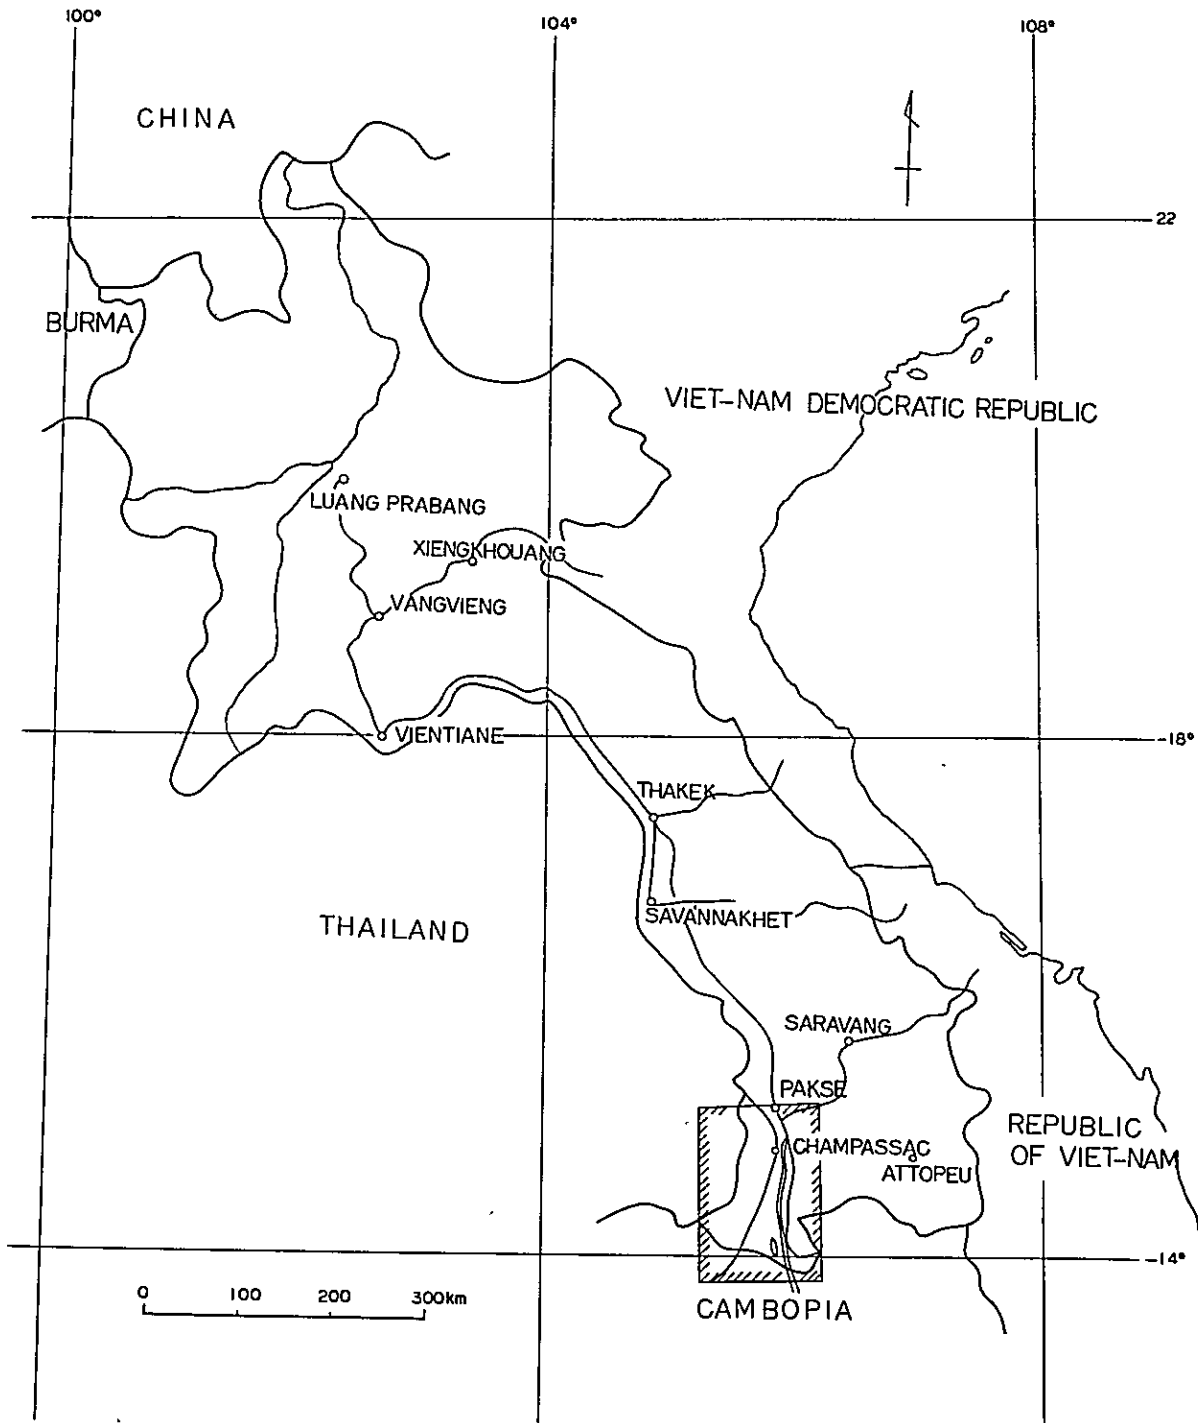 100°
104°
108°
CHINA
22
BURMA
VIET-NAM DEMOCRATIC REPUBLIC
LUANG PRABANG
XIENGKHOUANG
VANGVIENG
VIENTIANE
18°
THAKEK
SAVANNAKHET
THAILAND
SARAVANG
PAKSE
REPUBLIC
OF VIET-NAM
CHAMPASSAC
ATTOPEU
14°
0 100 200 300km
CAMBOPIA